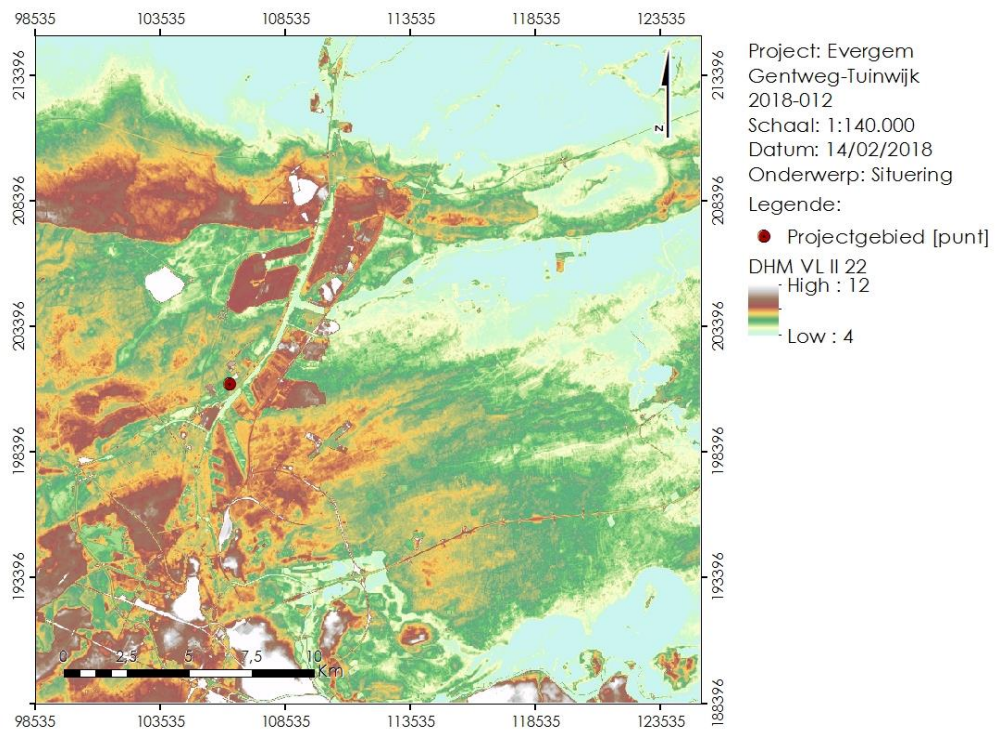 98535 103535 108535 113535 118535 123535
213396
208396
203396
198396
193396
188396
213396
208396
203396
198396
193396
188396
z
0 2,5 5 7,5 10
Km
98535 103535 108535 113535 118535 123535
Project: Evergem
Gentweg-Tuinwijk
2018-012
Schaal: 1:140.000
Datum: 14/02/2018
Onderwerp: Situering
Legende:
Projectgebied [punt]
DHM VL II 22
High : 12
Low : 4